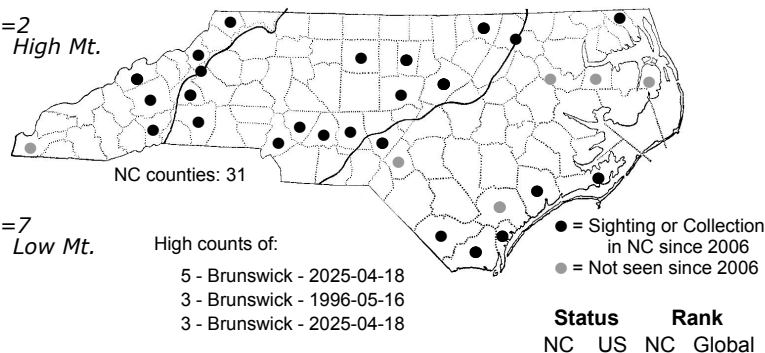 =2
High Mt.
NC counties: 31
=7
Low Mt.
High counts of:
5 - Brunswick - 2025-04-18
3 - Brunswick - 1996-05-16
3 - Brunswick - 2025-04-18
= Sighting or Collection
in NC since 2006
= Not seen since 2006
Status Rank
NC US NC Global